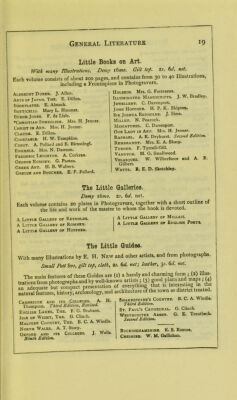 GENERAL LITERATURE 19
Little Books on Art.
With many Illustrations. Demy 16mo. Gilt top. 2s. 6d. net.
Each volume consists of about 200 pages, and contains from 30 to 40 Illustrations,
including a Frontispiece in Photogravure.
ALBRECHT DÜRER. J. Allen.
ARTS OF JAPAN, THE. E. Dillon.
BOOKPLATES. E. Almack.
BOTTICELLI. Mary L. Bonnor.
BURNE-JONES. F. de Lisle.
CHRISTIAN SYMBOLISM. Mrs. H. Jenner.
CHRIST IN ART. Mrs. H. Jenner.
CLAUDE. E. Dillon.
CONSTABLE. H. W. Tompkins.
COROT. A. Pollard and E. Birnstingl.
ENAMELS. Mrs. N. Dawson.
FREDERIC LEIGHTON. A. Corkran.
GEORGE ROMNEY. G. Paston.
GREEK ART. H. B. Walters.
GREUZE AND BOUCHER. E. F. Pollard.
HOLBEIN. Mrs. G. Fortescue.
ILLUMINATED MANUSCRIPTS. J. W. Bradley.
JEWELLERY. C. Davenport.
JOHN HOPPNER. H. P. K. Skipton.
SIR JOSHUA REYNOLDS. J. Sime.
MILLET. N. Peacock.
MINIATURES. C. Davenport.
OUR LADY IN ART. Mrs. H. Jenner.
RAPHAEL. A. R. Dryhurst. Second Edition.
REMBRANDT. Mrs. E. A. Sharp.
TURNER. F. Tyrrell-Gill.
VANDYCK. M. G. Smallwood.
VELAZQUEZ. W. Wilberforce and A. R.
Gilbert.
WATTS. R. E. D. Sketchley.
The Little Galleries.
Demy 16mo. 2s. 6d. net.
Each volume contains 20 plates in Photogravure, together with a short outline of
the life and work of the master to whom the book is devoted.
A LITTLE GALLERY OF REYNOLDS.
A LITTLE GALLERY OF ROMNEY.
A LITTLE GALLERY OF HOPPNER.
A LITTLE GALLERY OF MILLAIS.
A LITTLE GALLERY OF ENGLISH POETS.
The Little Guides.
With many Illustrations by E. H. New and other artists, and from photographs.
Small Pott 8vo, gilt top, cloth, 2s. 6d. net; leather, 3s. 6d. net.
The main features of these Guides are (1) a handy and charming form; (2) illus-
trations from photographs and by well-known artists; (3) good plans and maps; (4)
an adequate but compact presentation of everything that is interesting in the
natural features, history, archæology, and architecture of the town or district treated.
CAMBRIDGE AND ITS COLLEGES. A. H.
Thompson. Third Edition, Revised.
ENGLISH LAKES, THE. F. G. Brabant.
ISLE OF WIGHT, THE. G. Clinch.
MALVERN COUNTRY, THE. B. C. A. Windle.
NORTH WALES. A. T. Story.
OXFORD AND ITS COLLEGES. J. Wells.
Ninth Edition.
SHAKESPEARE'S COUNTRY. B. C. A. Windle.
Third Edition.
ST. PAUL'S CATHEDRAL. G. Clinch.
WESTMINSTER ABBEY. G. E. Troutbeck.
Second Edition.
BUCKINGHAMSHIRE. E. S. Roscoe.
CHESHIRE. W. M. Gallichan.